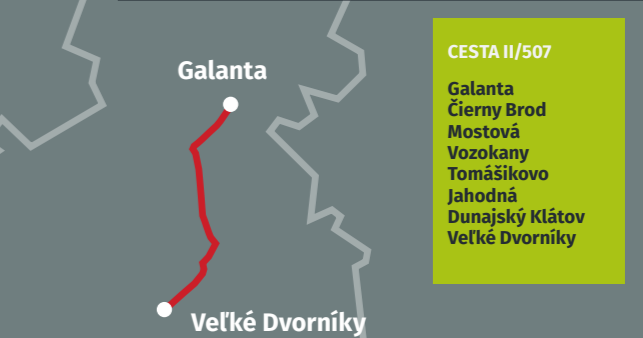 Galanta
Veľké Dvorníky
CESTA II/507
Galanta
Čierny Brod
Mostová
Vozokany
Tomášikovo
Jahodná
Dunajský Klátov
Veľké Dvorníky